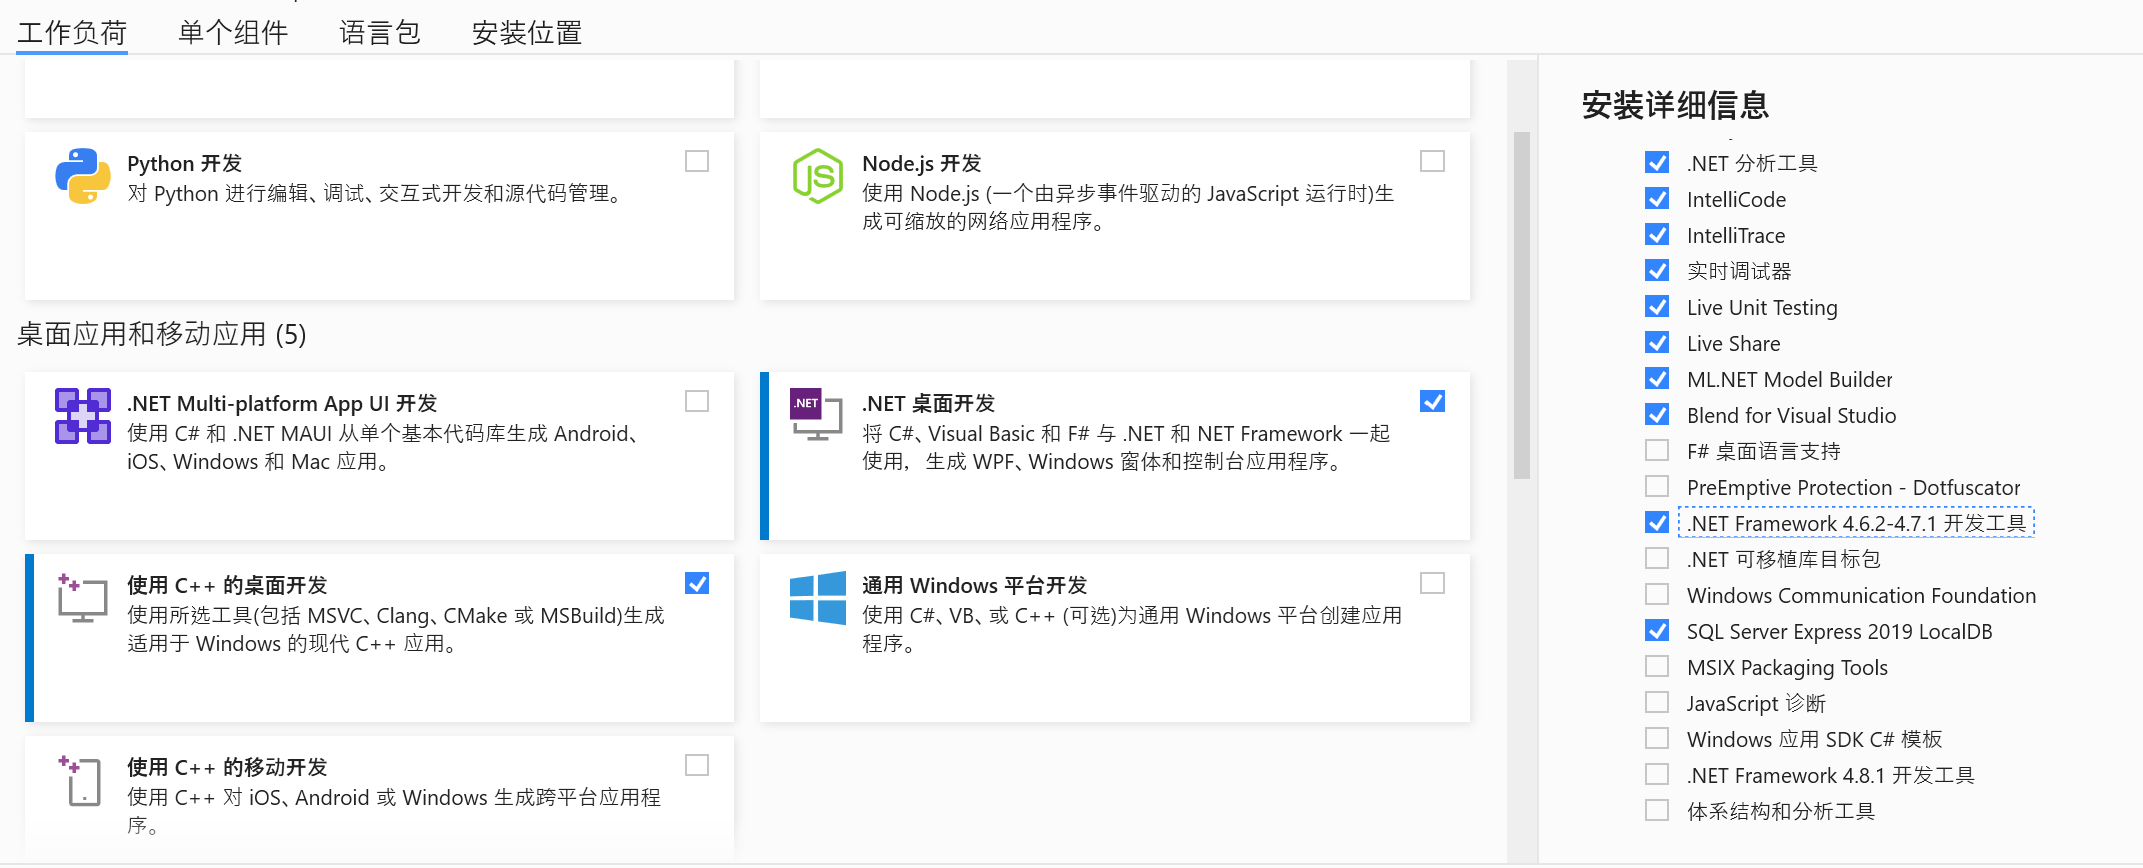 工作负荷 单个组件 语言包 安装位置
Python 开发
对 Python 进行编辑、调试、交互式开发和源代码管理。
Node.js 开发
使用 Node.js (一个由异步事件驱动的 JavaScript 运行时)生
成可缩放的网络应用程序。
桌面应用和移动应用 (5)
.NET Multi-platform App UI 开发
使用 C# 和 .NET MAUI 从单个基本代码库生成 Android、
iOS、Windows 和 Mac 应用。
.NET
.NET 桌面开发
将 C#、Visual Basic 和 F# 与 .NET 和 NET Framework 一起
使用，生成 WPF、Windows 窗体和控制台应用程序。
使用 C++ 的桌面开发
使用所选工具(包括 MSVC、Clang、CMake 或 MSBuild)生成
适用于 Windows 的现代 C++ 应用。
通用 Windows 平台开发
使用 C#、VB、或 C++ (可选)为通用 Windows 平台创建应用
程序。
使用 C++ 的移动开发
使用 C++ 对 iOS、Android 或 Windows 生成跨平台应用程
序。
安装详细信息
.NET 分析工具
IntelliCode
IntelliTrace
实时调试器
Live Unit Testing
Live Share
ML.NET Model Builder
Blend for Visual Studio
F# 桌面语言支持
PreEmptive Protection - Dotfuscator
.NET Framework 4.6.2-4.7.1 开发工具
.NET 可移植库目标包
Windows Communication Foundation
SQL Server Express 2019 LocalDB
MSIX Packaging Tools
JavaScript 诊断
Windows 应用 SDK C# 模板
.NET Framework 4.8.1 开发工具
体系结构和分析工具